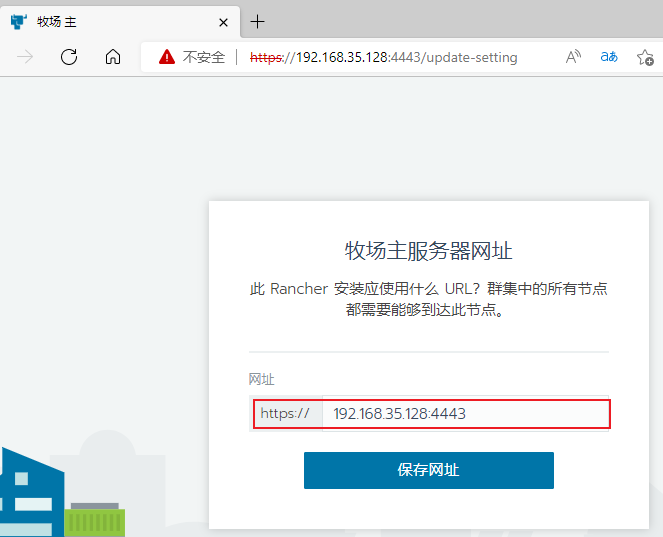 牧场 主
不安全 https://192.168.35.128:4443/update-setting A aあ
牧场主服务器网址
此 Rancher 安装应使用什么 URL? 群集中的所有节点
都需要能够到达此节点。
网址
https:// 192.168.35.128:4443
保存网址